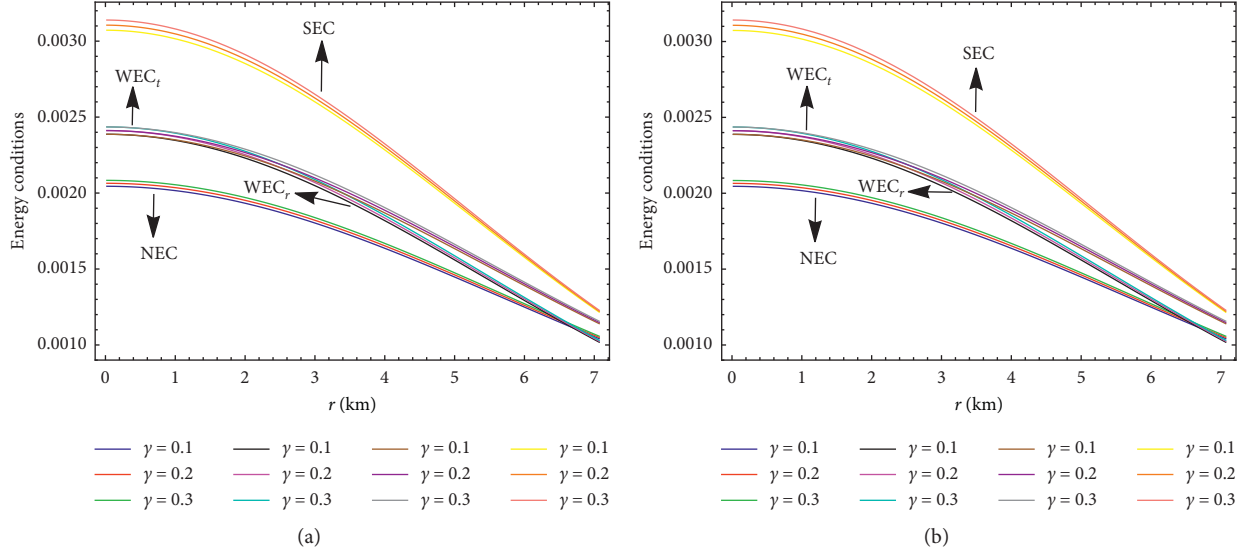 Energy conditions
0.0030
0.0025
0.0020
0.0015
0.0010
SEC
WEC_t
WEC_r
NEC
0 1 2 3 4 5 6 7
r (km)
γ = 0.1 γ = 0.1 γ = 0.1 γ = 0.1
γ = 0.2 γ = 0.2 γ = 0.2 γ = 0.2
γ = 0.3 γ = 0.3 γ = 0.3 γ = 0.3
(a)
Energy conditions
0.0030
0.0025
0.0020
0.0015
0.0010
SEC
WEC_t
WEC_r
NEC
0 1 2 3 4 5 6 7
r (km)
γ = 0.1 γ = 0.1 γ = 0.1 γ = 0.1
γ = 0.2 γ = 0.2 γ = 0.2 γ = 0.2
γ = 0.3 γ = 0.3 γ = 0.3 γ = 0.3
(b)